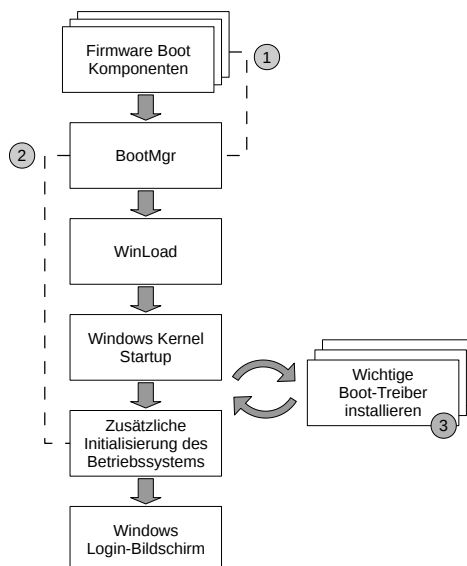 Firmware Boot
Komponenten
1
BootMgr
2
WinLoad
Windows Kernel
Startup
Wichtige
Boot-Treiber
installieren
3
Zusätzliche
Initialisierung des
Betriebssystems
Windows
Login-Bildschirm